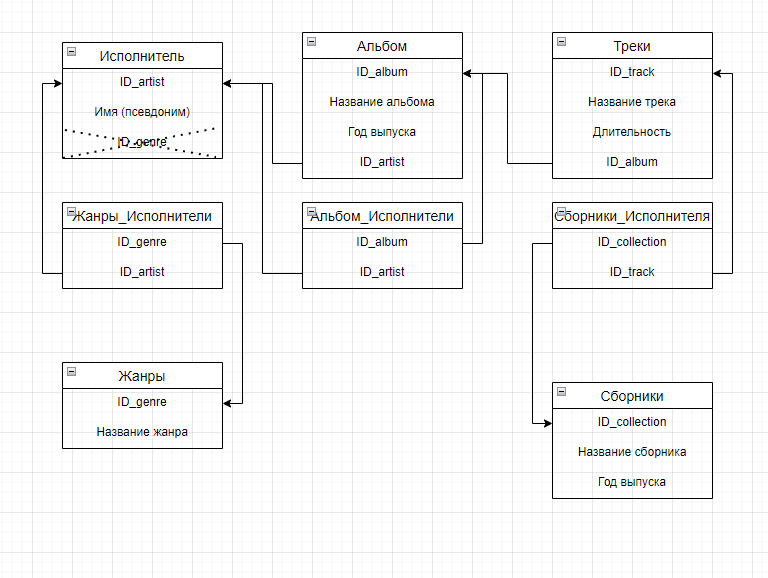 Исполнитель
ID_artist
Имя (псевдоним)
ID_genre
Альбом
ID_album
Название альбома
Год выпуска
ID_artist
Треки
ID_track
Название трека
Длительность
ID_album
Жанры_Исполнители
ID_genre
ID_artist
Альбом_Исполнители
ID_album
ID_artist
Сборники_Исполнителя
ID_collection
ID_track
Жанры
ID_genre
Название жанра
Сборники
ID_collection
Название сборника
Год выпуска